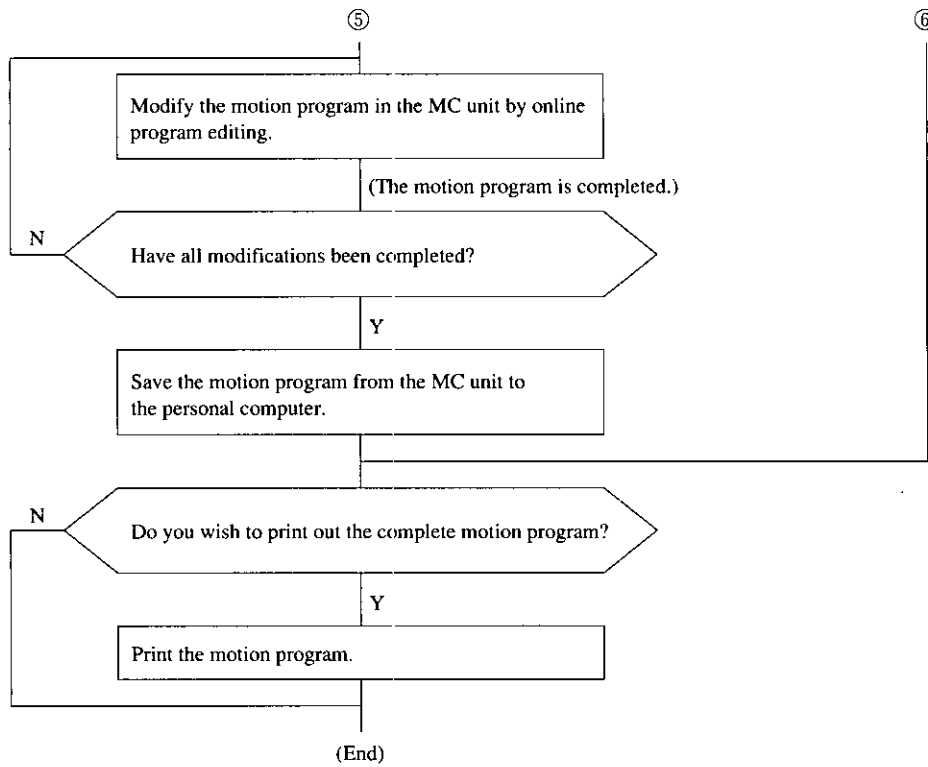 ⑤ ⑥
Modify the motion program in the MC unit by online
program editing.
(The motion program is completed.)
N
Have all modifications been completed?
Y
Save the motion program from the MC unit to
the personal computer.
N
Do you wish to print out the complete motion program?
Y
Print the motion program.
(End)